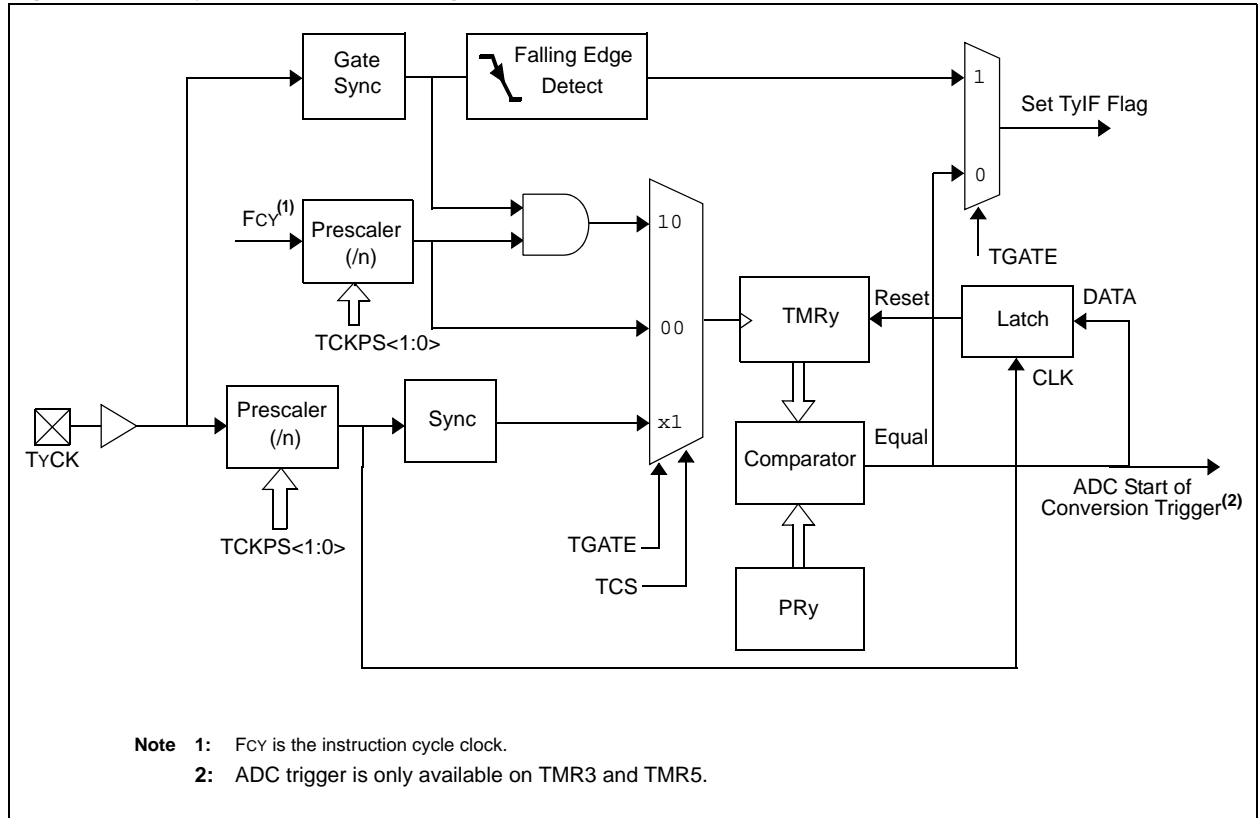 Gate
Sync
Falling Edge
Detect
1
Set TyIF Flag
0
TGATE
FCY(1)
Prescaler
(/n)
TCKPS<1:0>
10
00
x1
TMRy
Reset
Latch
DATA
CLK
TYCK
Prescaler
(/n)
Sync
TCKPS<1:0>
Comparator
Equal
ADC Start of
Conversion Trigger(2)
TGATE
TCS
PRy
Note 1: FCY is the instruction cycle clock.
2: ADC trigger is only available on TMR3 and TMR5.